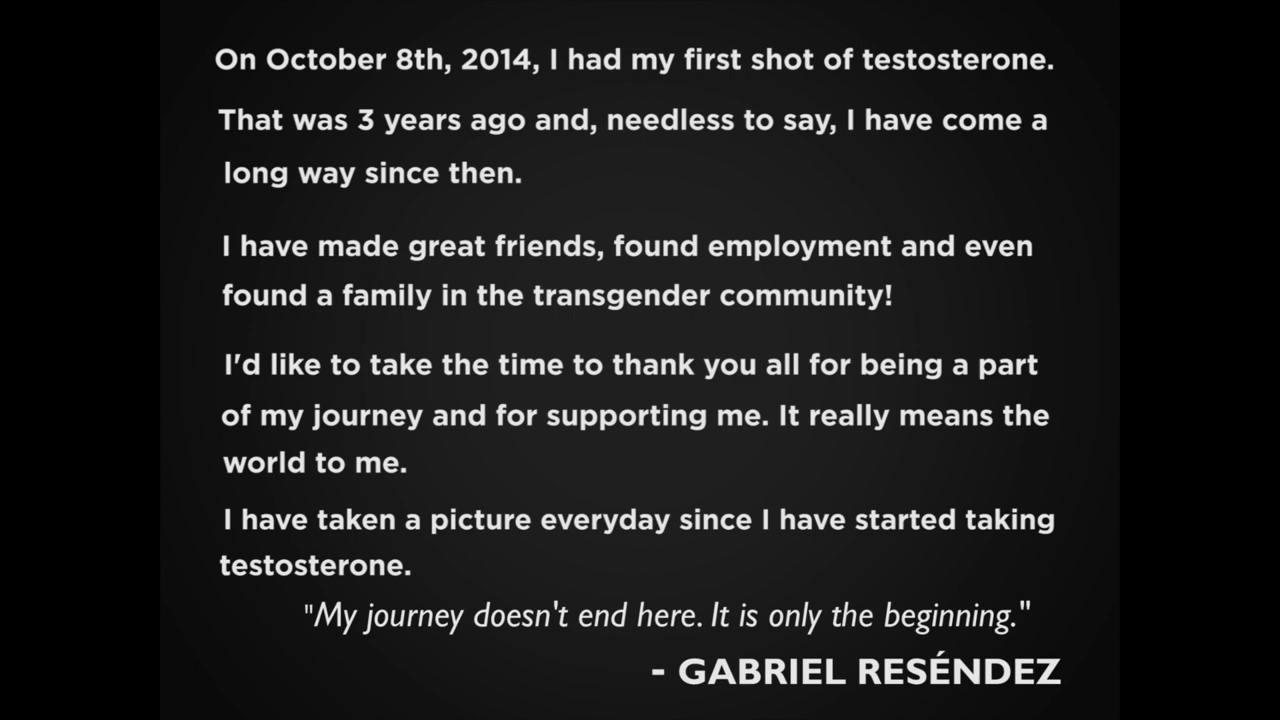 On October 8th, 2014, I had my first shot of testosterone.
That was 3 years ago and, needless to say, I have come a
long way since then.
I have made great friends, found employment and even
found a family in the transgender community!
I'd like to take the time to thank you all for being a part
of my journey and for supporting me. It really means the
world to me.
I have taken a picture everyday since I have started taking
testosterone.
"My journey doesn't end here. It is only the beginning."
- GABRIEL RESÉNDEZ